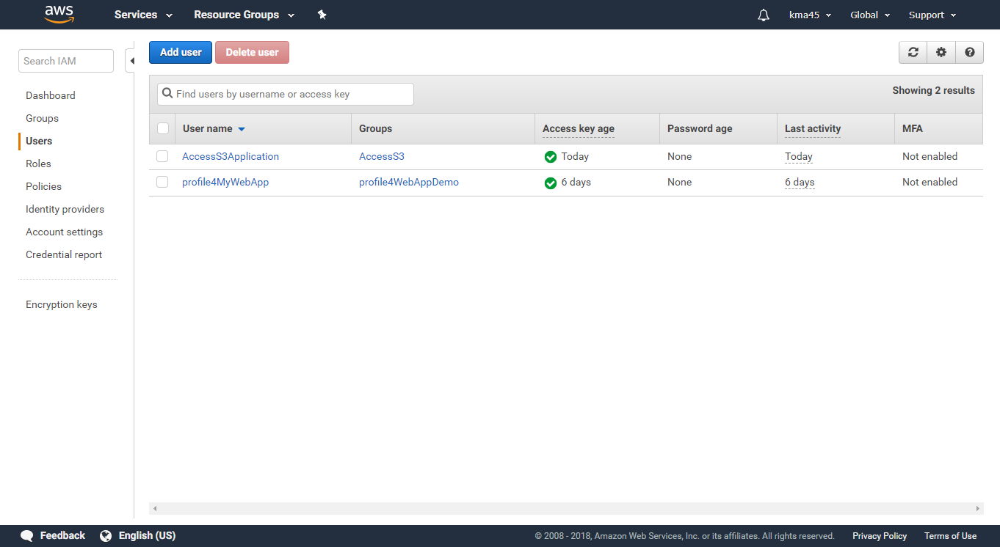 aws Services Resource Groups kma45 Global Support
Search IAM
Dashboard
Groups
Users
Roles
Policies
Identity providers
Account settings
Credential report
Encryption keys
Add user Delete user
Find users by username or access key Showing 2 results
User name Groups Access key age Password age Last activity MFA
AccessS3Application AccessS3 Today None Today Not enabled
profile4MyWebApp profile4WebAppDemo 6 days None 6 days Not enabled
Feedback English (US) © 2008 - 2018, Amazon Web Services, Inc. or its affiliates. All rights reserved. Privacy Policy Terms of Use